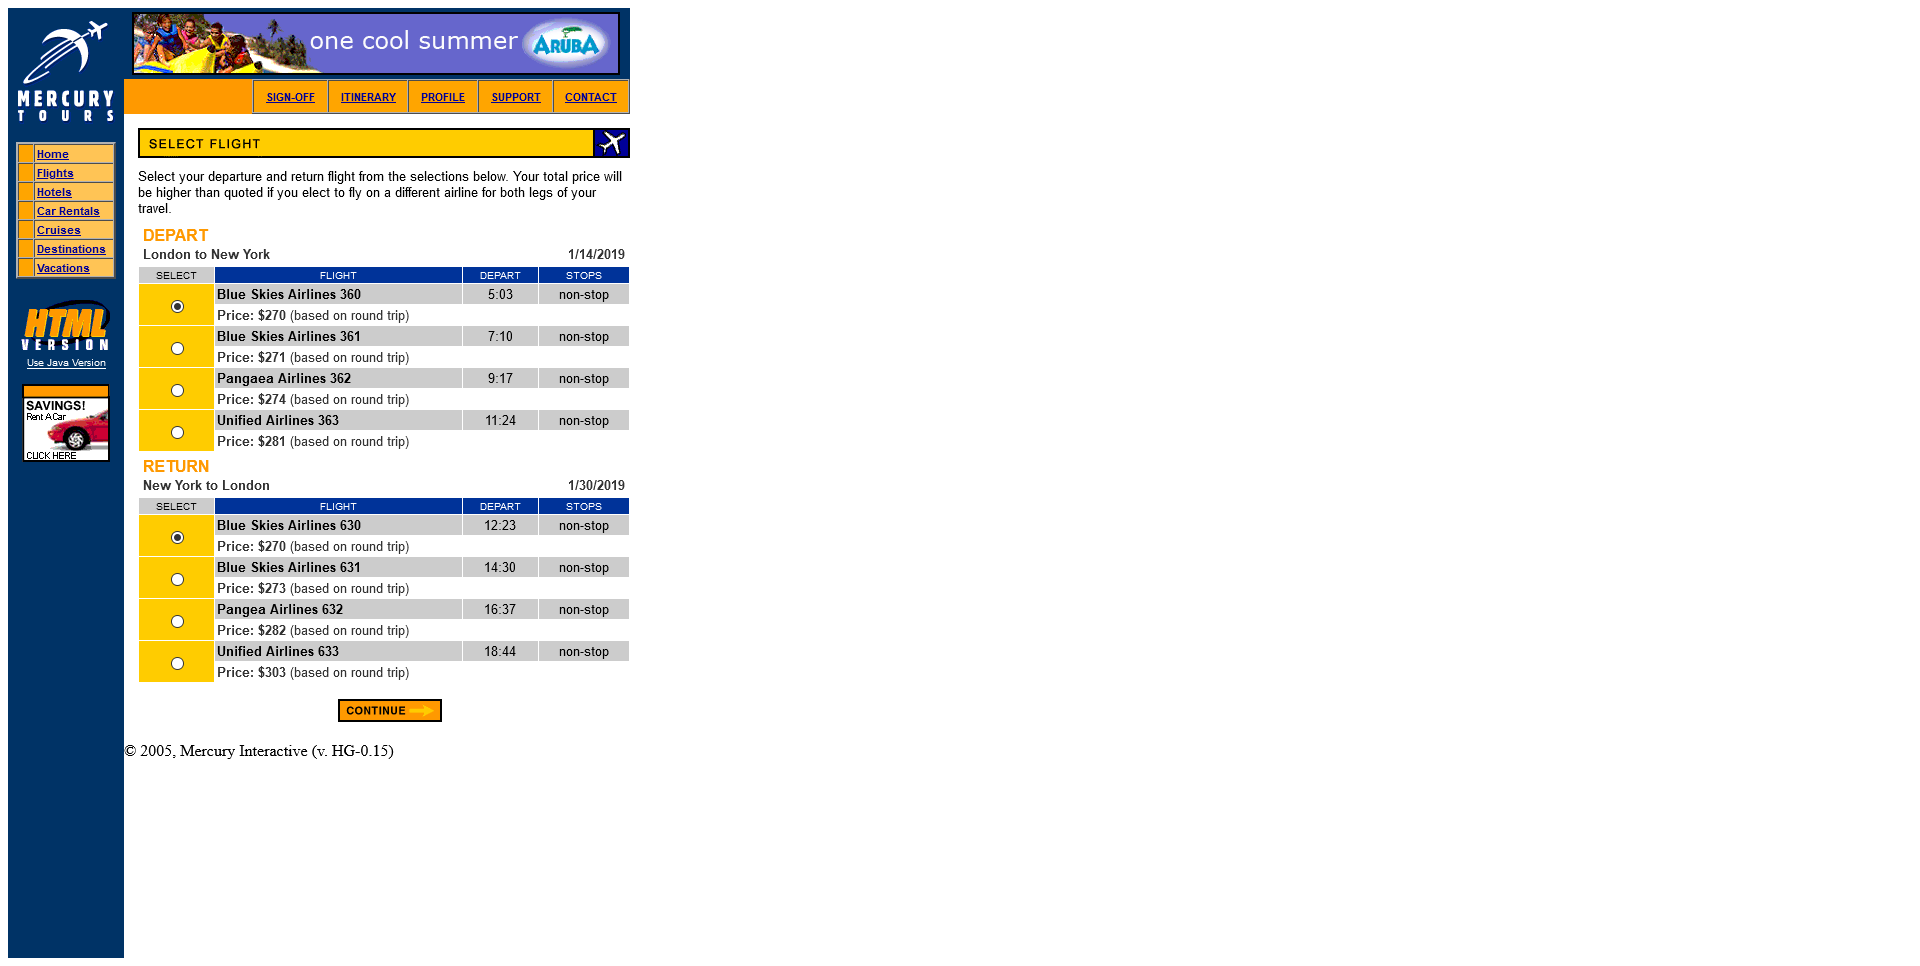 one cool summer ARUBA
MERCURY
TOURS
SIGN-OFF ITINERARY PROFILE SUPPORT CONTACT
Home
Flights
Hotels
Car Rentals
Cruises
Destinations
Vacations
HTML
VERSION
Use Java Version
SAVINGS!
Rent A Car
CLICK HERE
SELECT FLIGHT
Select your departure and return flight from the selections below. Your total price will
be higher than quoted if you elect to fly on a different airline for both legs of your
travel.
DEPART
London to New York 1/14/2019
SELECT FLIGHT DEPART STOPS
Blue Skies Airlines 360 5:03 non-stop
Price: $270 (based on round trip)
Blue Skies Airlines 361 7:10 non-stop
Price: $271 (based on round trip)
Pangaea Airlines 362 9:17 non-stop
Price: $274 (based on round trip)
Unified Airlines 363 11:24 non-stop
Price: $281 (based on round trip)
RETURN
New York to London 1/30/2019
SELECT FLIGHT DEPART STOPS
Blue Skies Airlines 630 12:23 non-stop
Price: $270 (based on round trip)
Blue Skies Airlines 631 14:30 non-stop
Price: $273 (based on round trip)
Pangea Airlines 632 16:37 non-stop
Price: $282 (based on round trip)
Unified Airlines 633 18:44 non-stop
Price: $303 (based on round trip)
CONTINUE
© 2005, Mercury Interactive (v. HG-0.15)